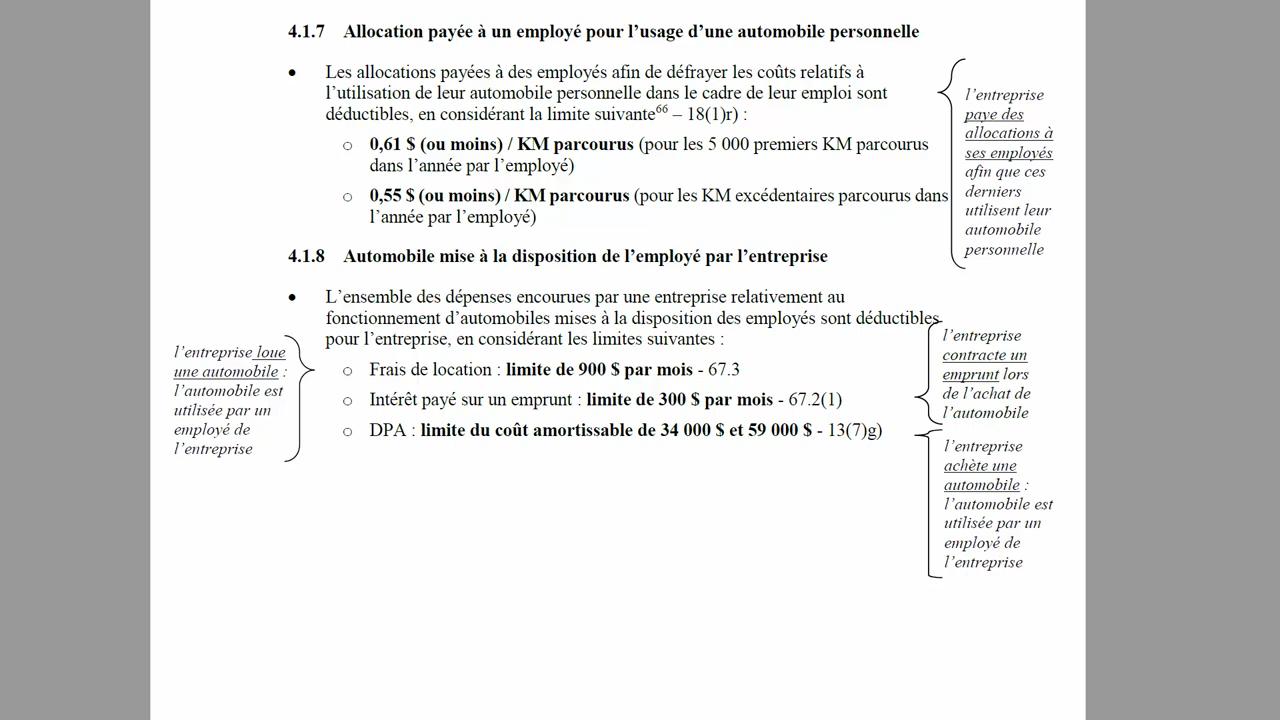 4.1.7 Allocation payée à un employé pour l’usage d’une automobile personnelle
• Les allocations payées à des employés afin de défrayer les coûts relatifs à
l’utilisation de leur automobile personnelle dans le cadre de leur emploi sont
déductibles, en considérant la limite suivante66 – 18(1)r) :
o 0,61 $ (ou moins) / KM parcourus (pour les 5 000 premiers KM parcourus
dans l’année par l’employé)
o 0,55 $ (ou moins) / KM parcourus (pour les KM excédentaires parcourus dans
l’année par l’employé)
l’entreprise
paye des
allocations à
ses employés
afin que ces
derniers
utilisent leur
automobile
personnelle
4.1.8 Automobile mise à la disposition de l’employé par l’entreprise
• L’ensemble des dépenses encourues par une entreprise relativement au
fonctionnement d’automobiles mises à la disposition des employés sont déductibles
pour l’entreprise, en considérant les limites suivantes :
l’entreprise loue
une automobile :
l’automobile est
utilisée par un
employé de
l’entreprise
o Frais de location : limite de 900 $ par mois - 67.3
o Intérêt payé sur un emprunt : limite de 300 $ par mois - 67.2(1)
o DPA : limite du coût amortissable de 34 000 $ et 59 000 $ - 13(7)g)
l’entreprise
contracte un
emprunt lors
de l’achat de
l’automobile
l’entreprise
achète une
automobile :
l’automobile est
utilisée par un
employé de
l’entreprise